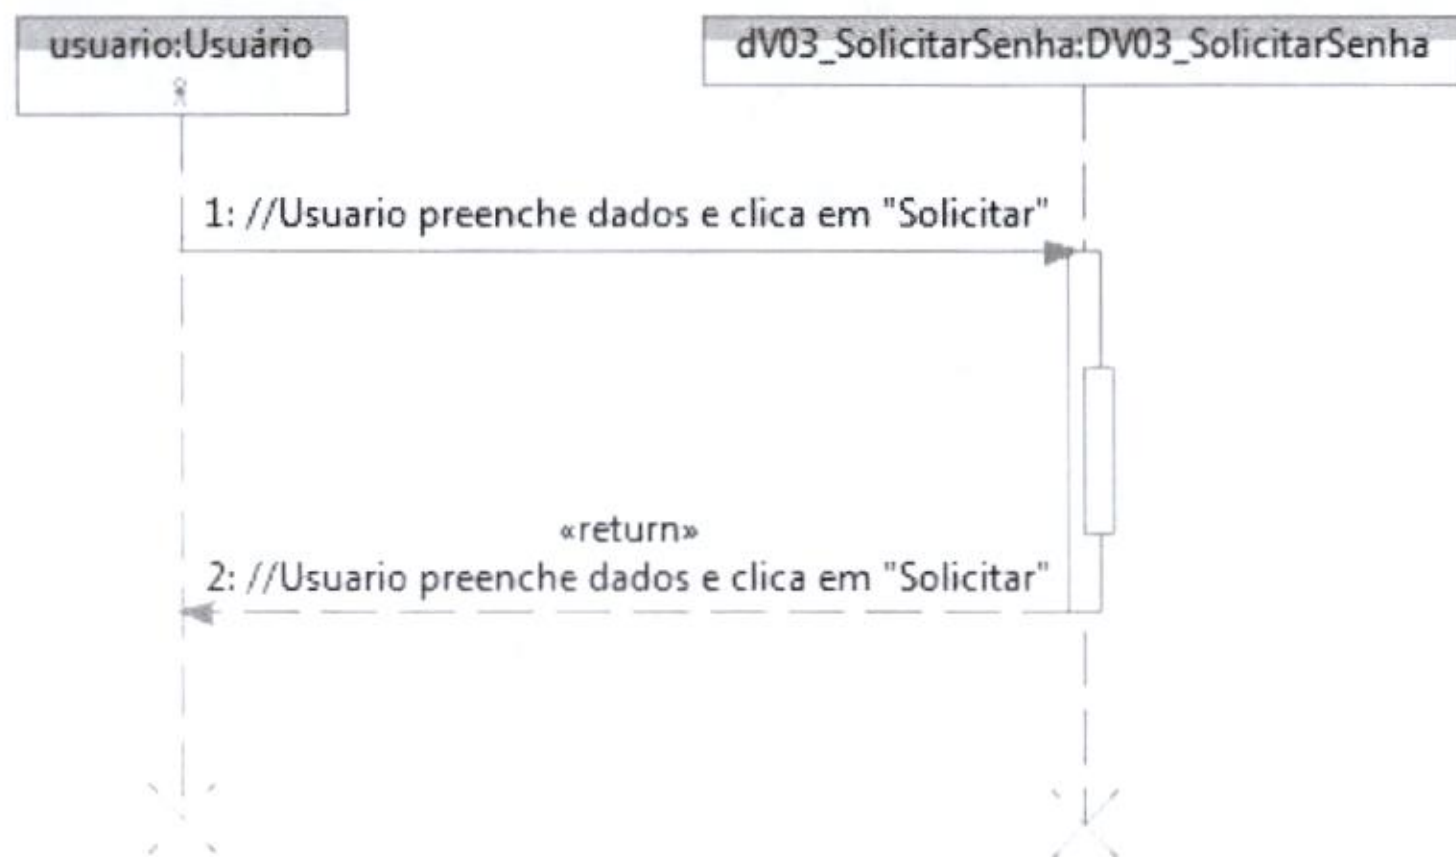 usuario:Usuário
dV03_SolicitarSenha:DV03_SolicitarSenha
1: //Usuario preenche dados e clica em "Solicitar"
«return»
2: //Usuario preenche dados e clica em "Solicitar"